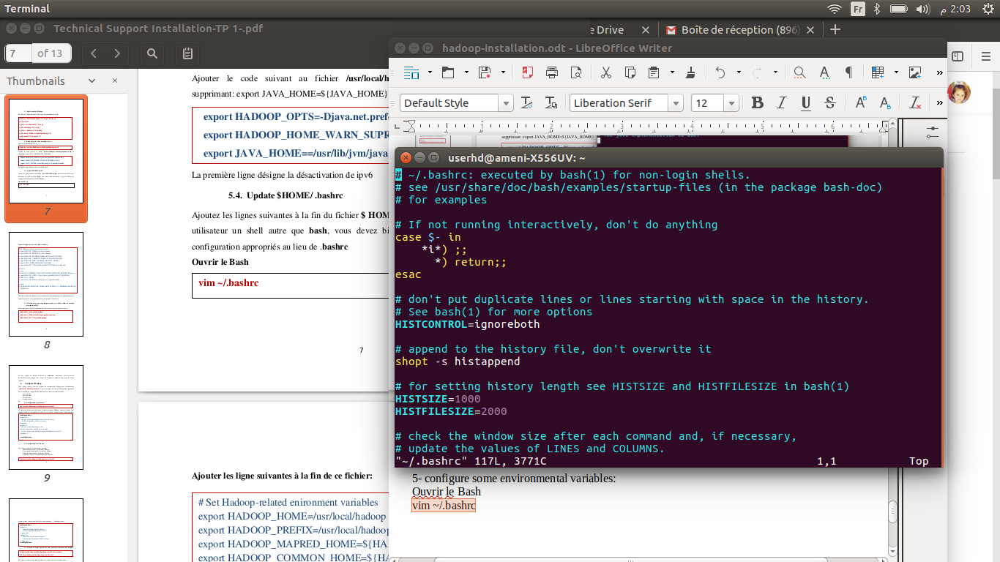 Terminal
Fr
2:03 م
Technical Support Installation-TP 1-.pdf
e Drive
Boîte de réception (896)
7 of 13
Thumbnails
7
8
9
Ajouter le code suivant au fichier /usr/local/h
supprimant: export JAVA_HOME=${JAVA_HOME}
export HADOOP_OPTS=-Djava.net.pref
export HADOOP_HOME_WARN_SUPR
export JAVA_HOME==/usr/lib/jvm/java
La première ligne désigne la désactivation de ipv6
5.4. Update $HOME/ .bashrc
Ajoutez les lignes suivantes à la fin du fichier $ HOM
utilisateur un shell autre que bash, vous devez bi
configuration appropriés au lieu de .bashrc
Ouvrir le Bash
vim ~/.bashrc
7
Ajouter les ligne suivantes à la fin de ce fichier:
# Set Hadoop-related enironment variables
export HADOOP_HOME=/usr/local/hadoop
export HADOOP_PREFIX=/usr/local/hadoop
export HADOOP_MAPRED_HOME=${HA
export HADOOP_COMMON_HOME=${H
hadoop-installation.odt - LibreOffice Writer
Default Style
Liberation Serif
12
1 2 3 4 5 6
userhd@ameni-X556UV: ~
# ~/.bashrc: executed by bash(1) for non-login shells.
# see /usr/share/doc/bash/examples/startup-files (in the package bash-doc)
# for examples
# If not running interactively, don't do anything
case $- in
*i*) ;;
*) return;;
esac
# don't put duplicate lines or lines starting with space in the history.
# See bash(1) for more options
HISTCONTROL=ignoreboth
# append to the history file, don't overwrite it
shopt -s histappend
# for setting history length see HISTSIZE and HISTFILESIZE in bash(1)
HISTSIZE=1000
HISTFILESIZE=2000
# check the window size after each command and, if necessary,
# update the values of LINES and COLUMNS.
"~/.bashrc" 117L, 3771C 1,1 Top
5- configure some environmental variables:
Ouvrir le Bash
vim ~/.bashrc